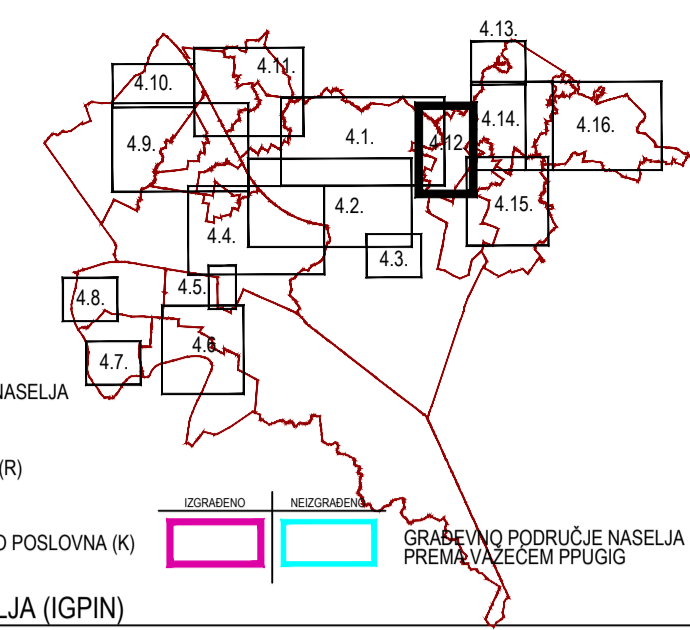 4.13.
4.11.
4.10.
4.14.
4.16.
4.1.
4.12.
4.9.
4.2.
4.15.
4.4.
4.3.
4.5.
4.8.
4.6
4.7.
NASELJA
(R)
IZGRAĐENO NEIZGRAĐENO
O POSLOVNA (K)
GRAĐEVNO PODRUČJE NASELJA
PREMA VAŽEĆEM PPUGIG
LJA (IGPIN)